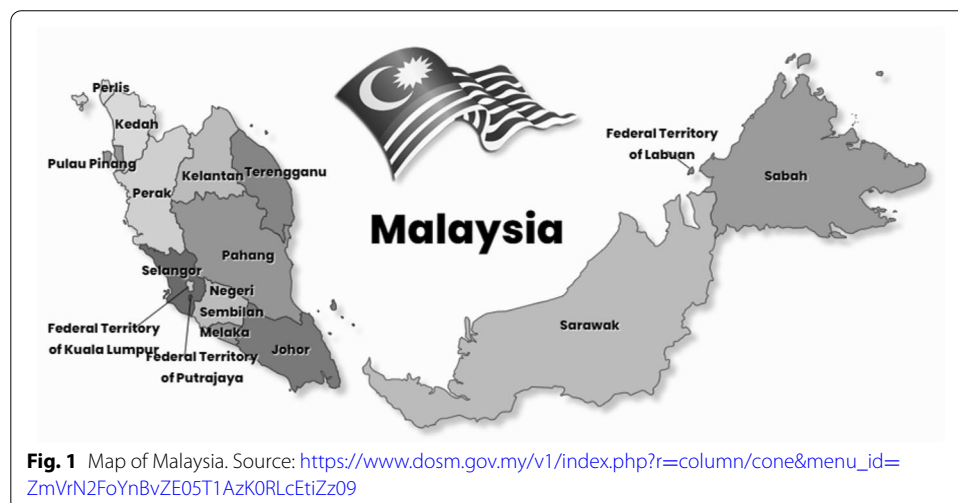 Perlis
Kedah
Pulau Pinang
Perak
Kelantan
Terengganu
Pahang
Selangor
Negeri
Sembilan
Melaka
Johor
Federal Territory
of Kuala Lumpur
Federal Territory
of Putrajaya
Malaysia
Federal Territory
of Labuan
Sabah
Sarawak
Fig. 1 Map of Malaysia. Source: https://www.dosm.gov.my/v1/index.php?r=column/cone&menu_id=
ZmVrN2FoYnBvZE05T1AzK0RLcEtiZz09